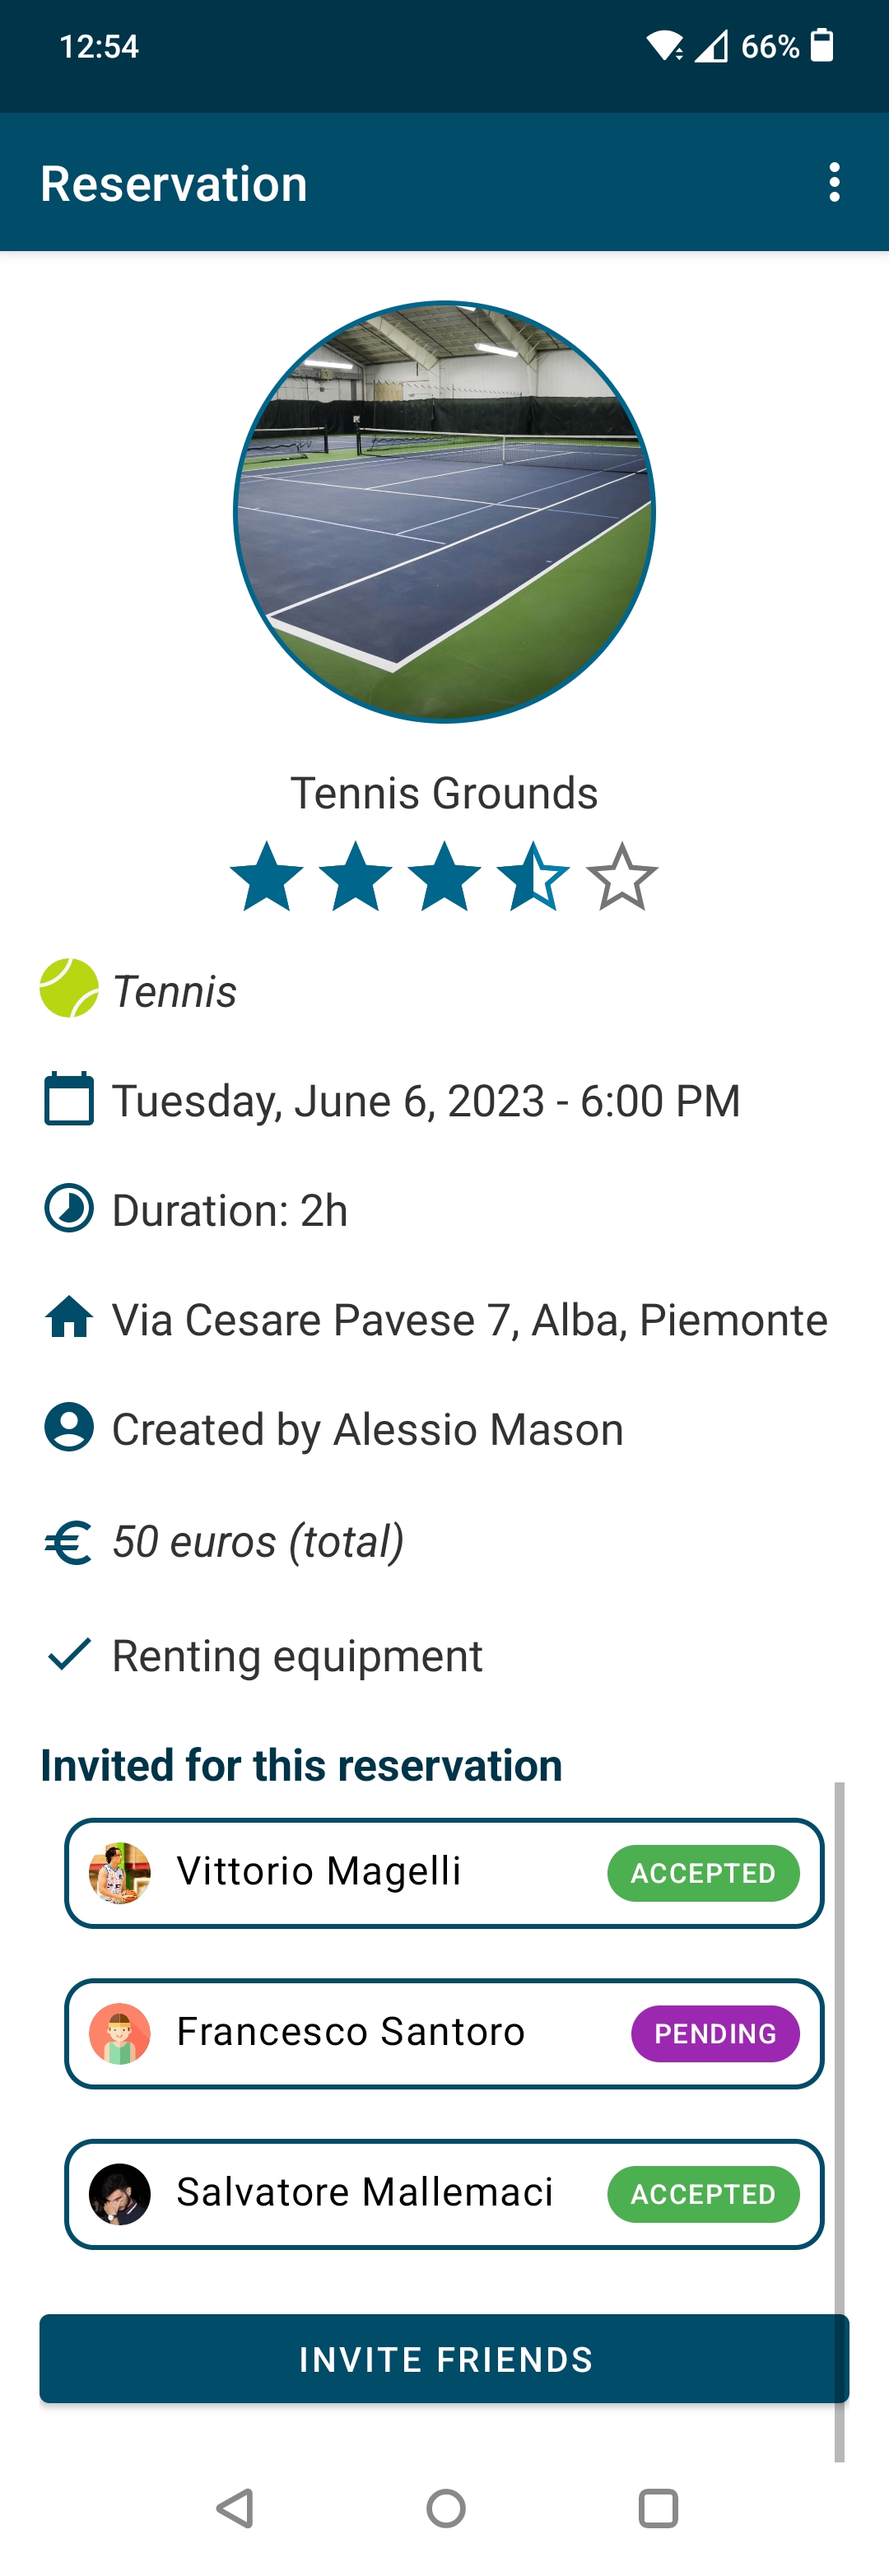 12:54
66%
Reservation
Tennis Grounds
Tennis
Tuesday, June 6, 2023 - 6:00 PM
Duration: 2h
Via Cesare Pavese 7, Alba, Piemonte
Created by Alessio Mason
€ 50 euros (total)
Renting equipment
Invited for this reservation
Vittorio Magelli ACCEPTED
Francesco Santoro PENDING
Salvatore Mallemaci ACCEPTED
INVITE FRIENDS